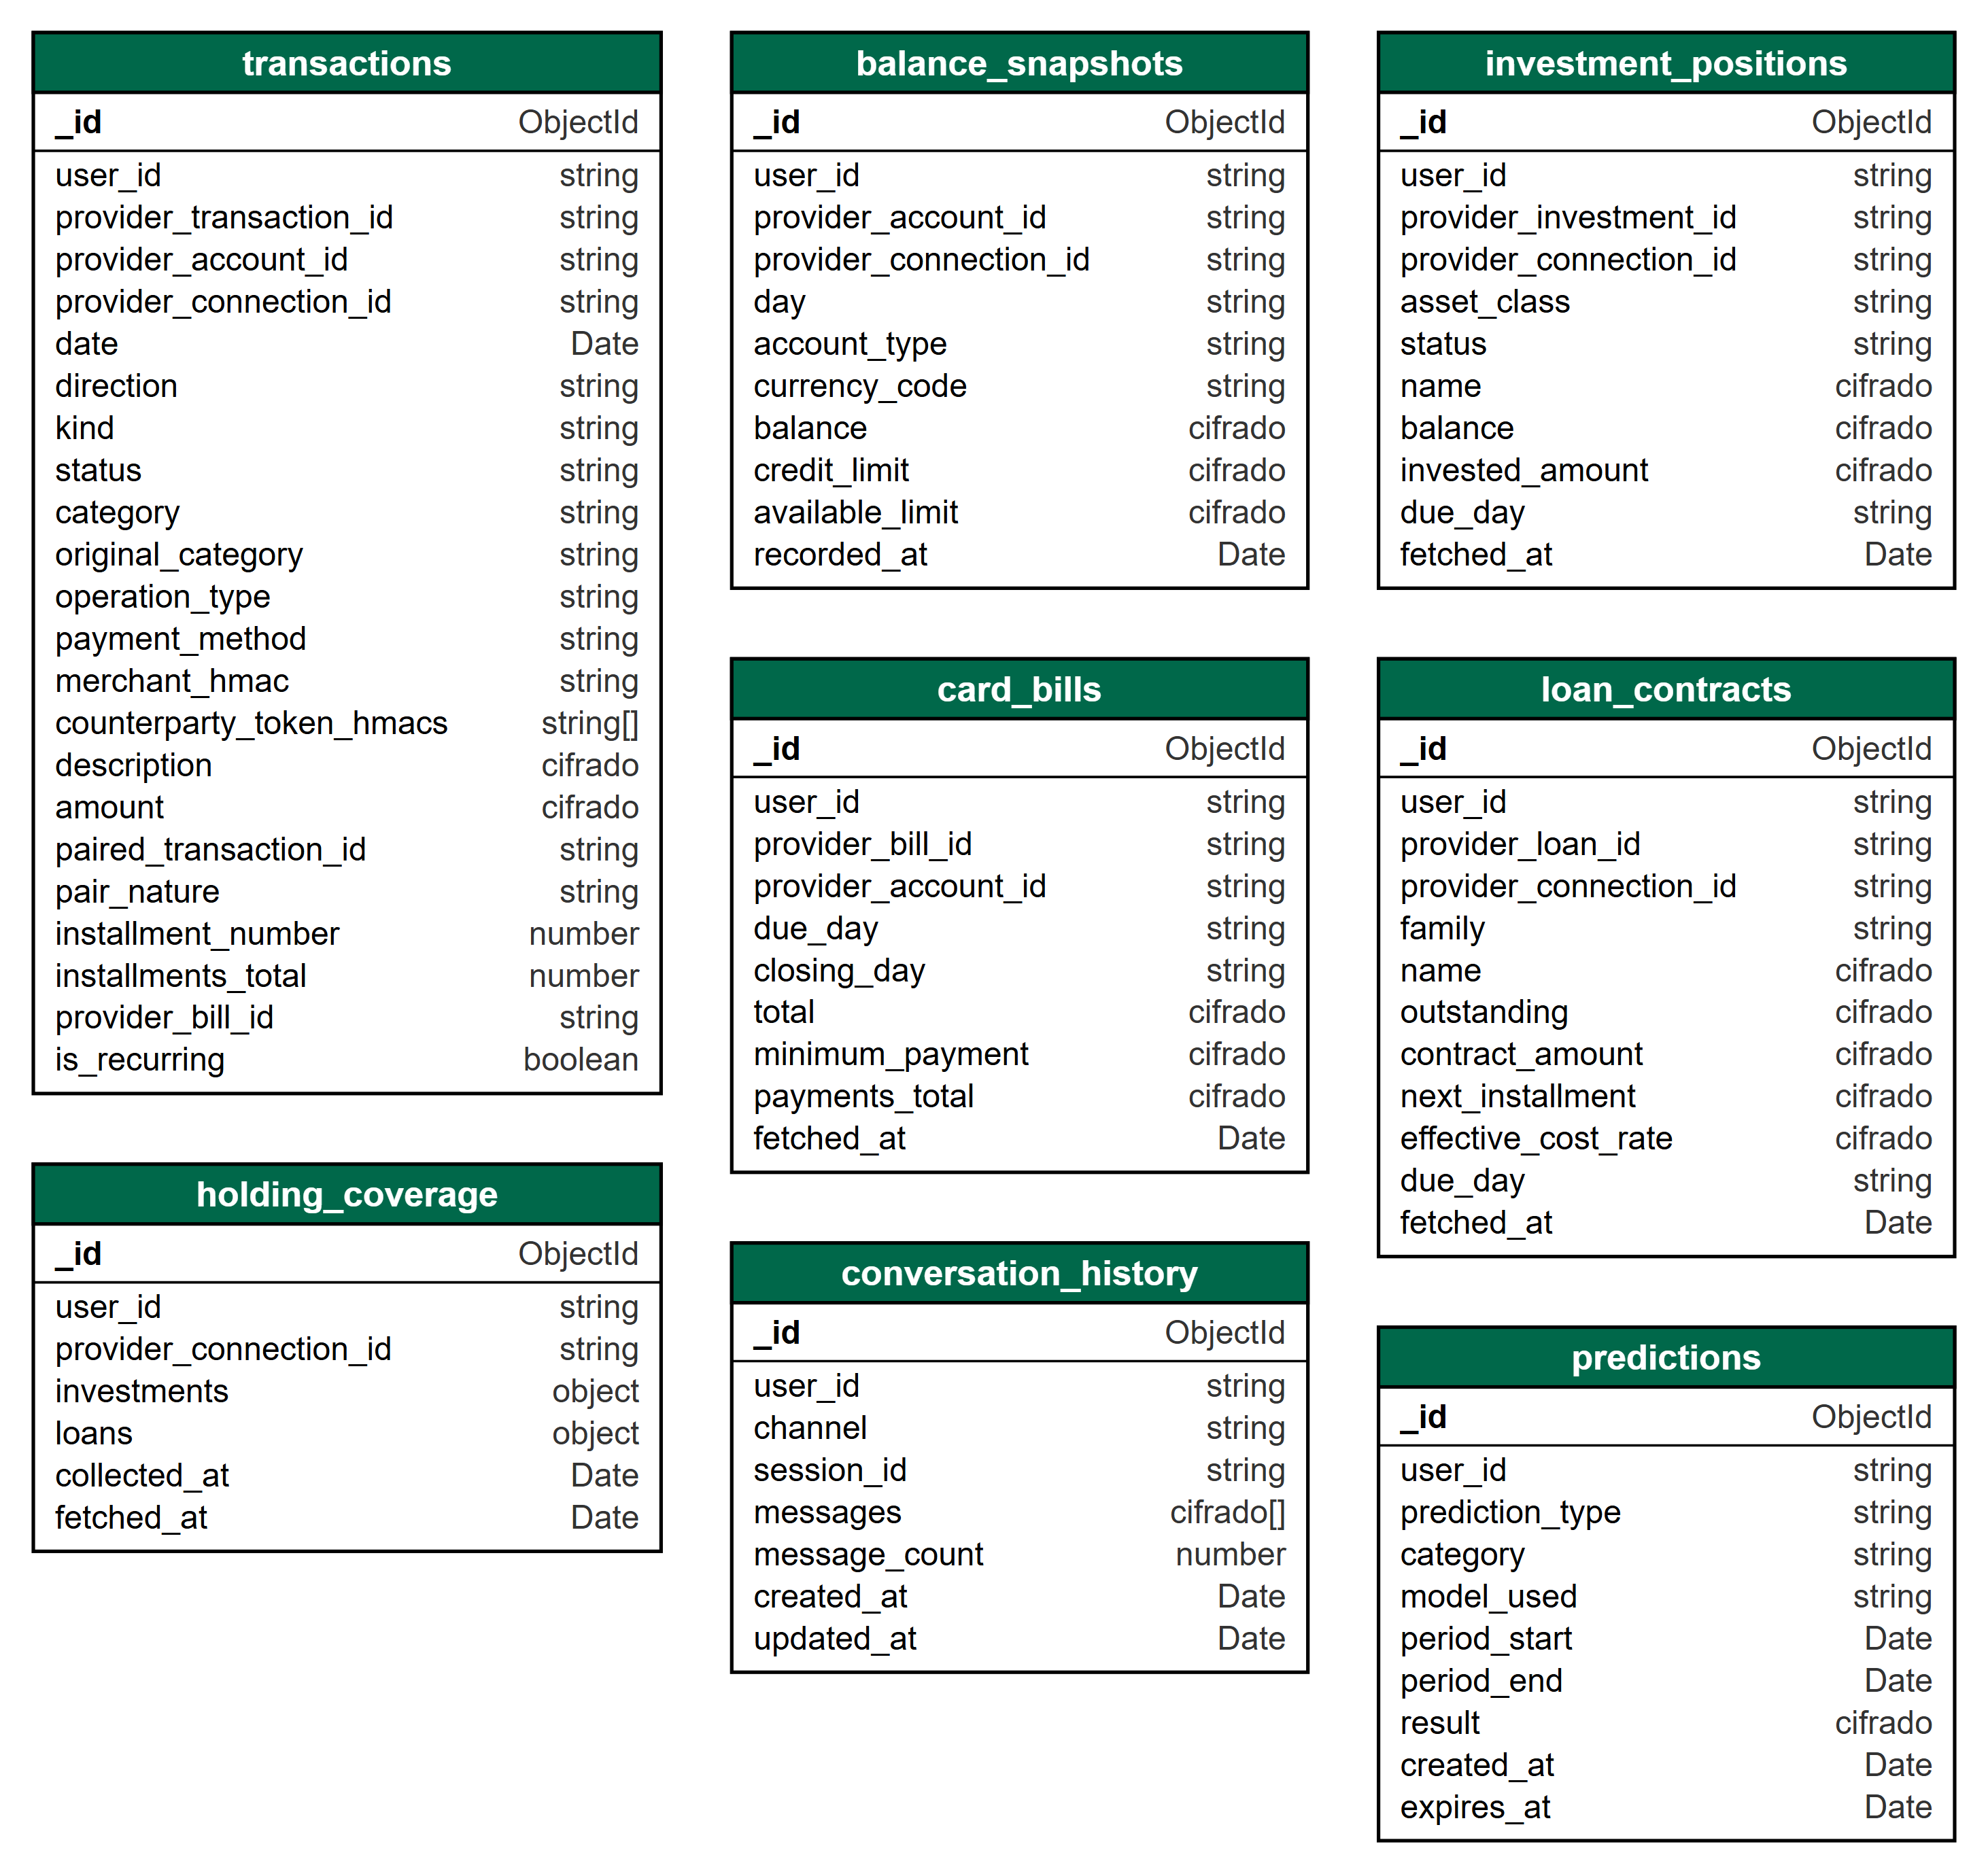 transactions
_id ObjectId
user_id string
provider_transaction_id string
provider_account_id string
provider_connection_id string
date Date
direction string
kind string
status string
category string
original_category string
operation_type string
payment_method string
merchant_hmac string
counterparty_token_hmacs string[]
description cifrado
amount cifrado
paired_transaction_id string
pair_nature string
installment_number number
installments_total number
provider_bill_id string
is_recurring boolean
holding_coverage
_id ObjectId
user_id string
provider_connection_id string
investments object
loans object
collected_at Date
fetched_at Date
balance_snapshots
_id ObjectId
user_id string
provider_account_id string
provider_connection_id string
day string
account_type string
currency_code string
balance cifrado
credit_limit cifrado
available_limit cifrado
recorded_at Date
card_bills
_id ObjectId
user_id string
provider_bill_id string
provider_account_id string
due_day string
closing_day string
total cifrado
minimum_payment cifrado
payments_total cifrado
fetched_at Date
conversation_history
_id ObjectId
user_id string
channel string
session_id string
messages cifrado[]
message_count number
created_at Date
updated_at Date
investment_positions
_id ObjectId
user_id string
provider_investment_id string
provider_connection_id string
asset_class string
status string
name cifrado
balance cifrado
invested_amount cifrado
due_day string
fetched_at Date
loan_contracts
_id ObjectId
user_id string
provider_loan_id string
provider_connection_id string
family string
name cifrado
outstanding cifrado
contract_amount cifrado
next_installment cifrado
effective_cost_rate cifrado
due_day string
fetched_at Date
predictions
_id ObjectId
user_id string
prediction_type string
category string
model_used string
period_start Date
period_end Date
result cifrado
created_at Date
expires_at Date